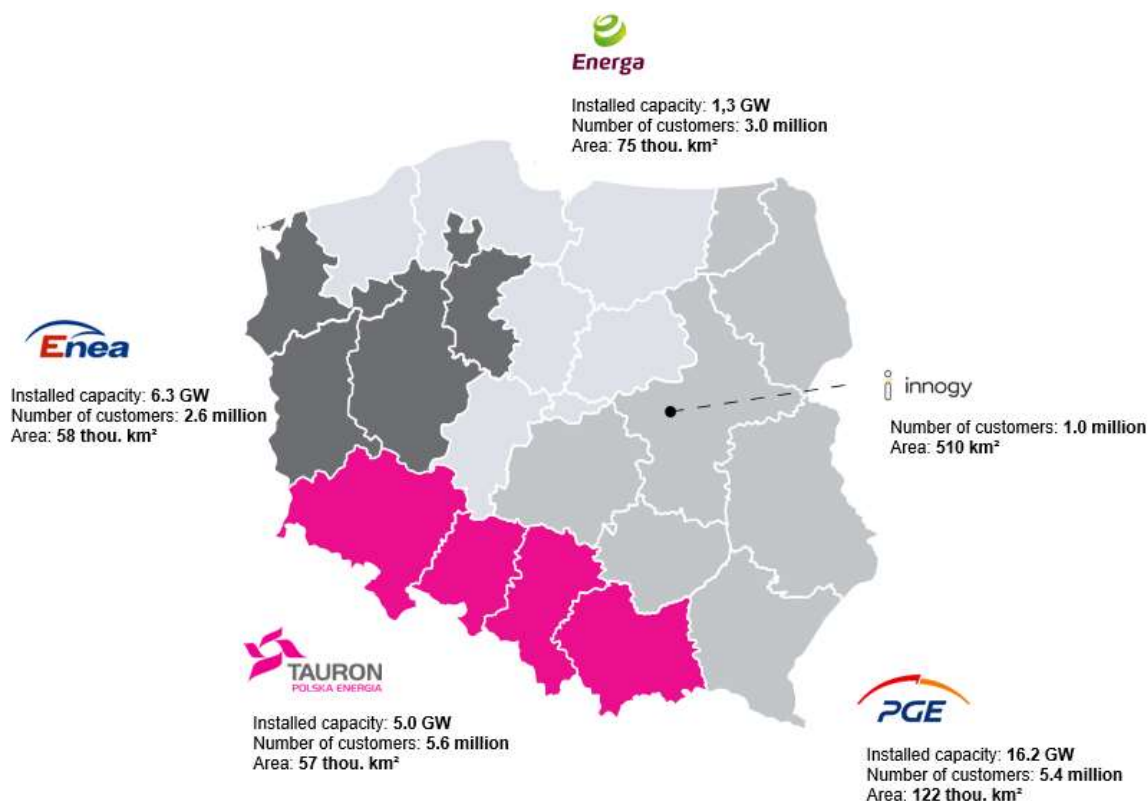 Energa
Installed capacity: 1,3 GW
Number of customers: 3.0 million
Area: 75 thou. km²
Enea
Installed capacity: 6.3 GW
Number of customers: 2.6 million
Area: 58 thou. km²
innogy
Number of customers: 1.0 million
Area: 510 km²
TAURON
POLSKA ENERGIA
Installed capacity: 5.0 GW
Number of customers: 5.6 million
Area: 57 thou. km²
PGE
Installed capacity: 16.2 GW
Number of customers: 5.4 million
Area: 122 thou. km²